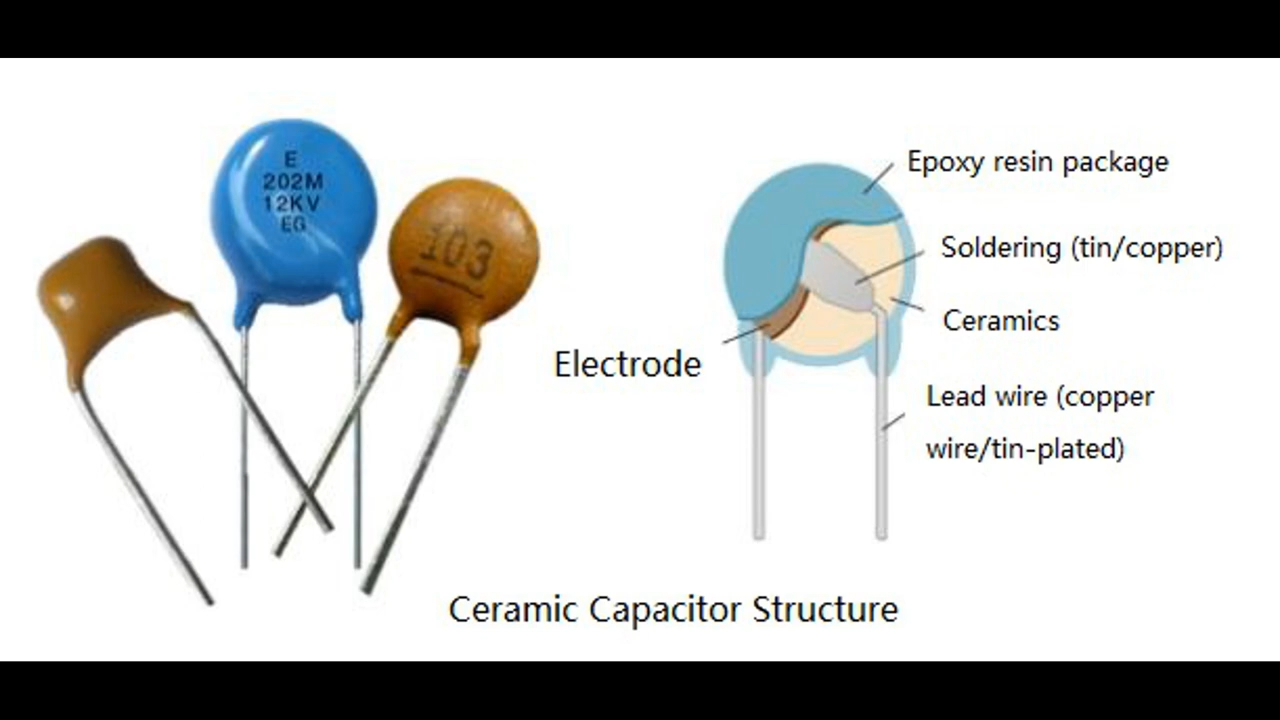 E
202M
12KV
EG
103
Epoxy resin package
Soldering (tin/copper)
Ceramics
Electrode
Lead wire (copper
wire/tin-plated)
Ceramic Capacitor Structure